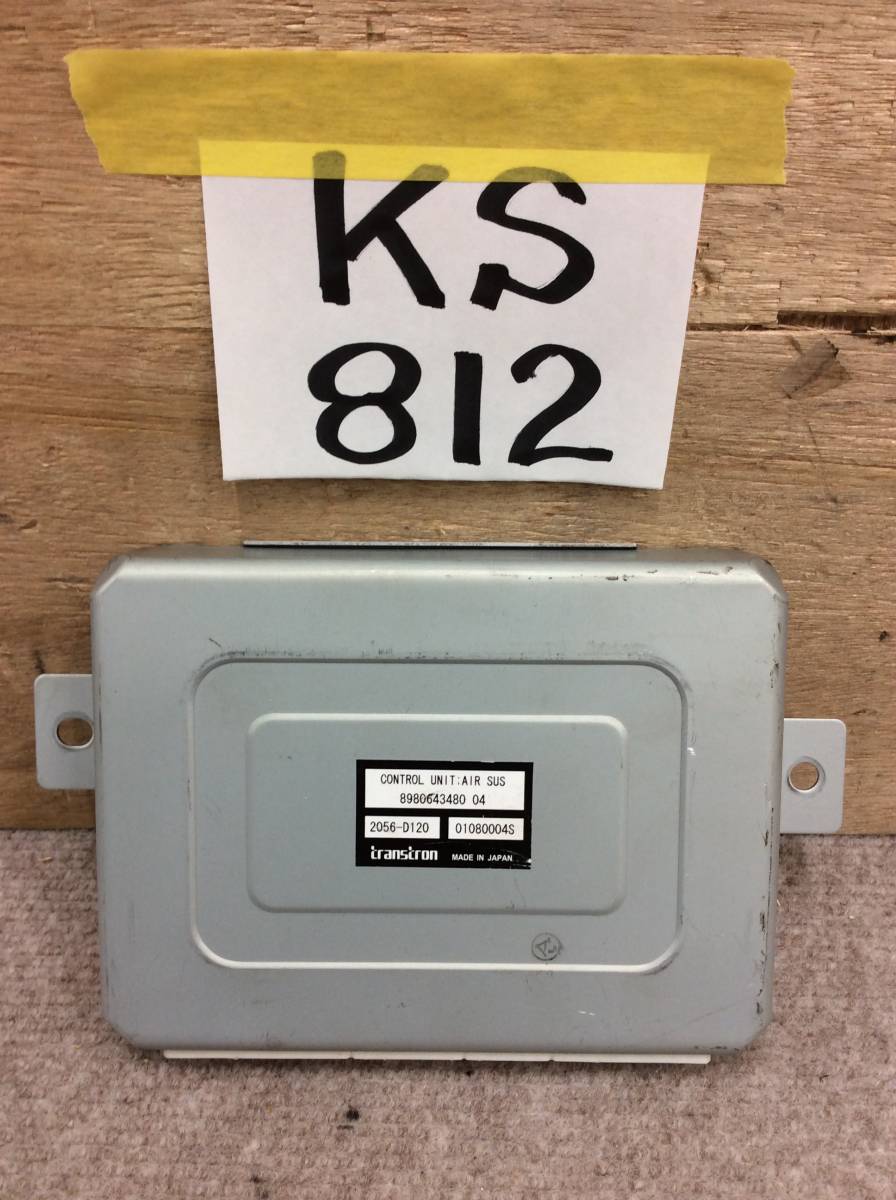 KS
812
CONTROL UNIT:AIR SUS
8980643480 04
2056-D120 01080004S
transtron MADE IN JAPAN